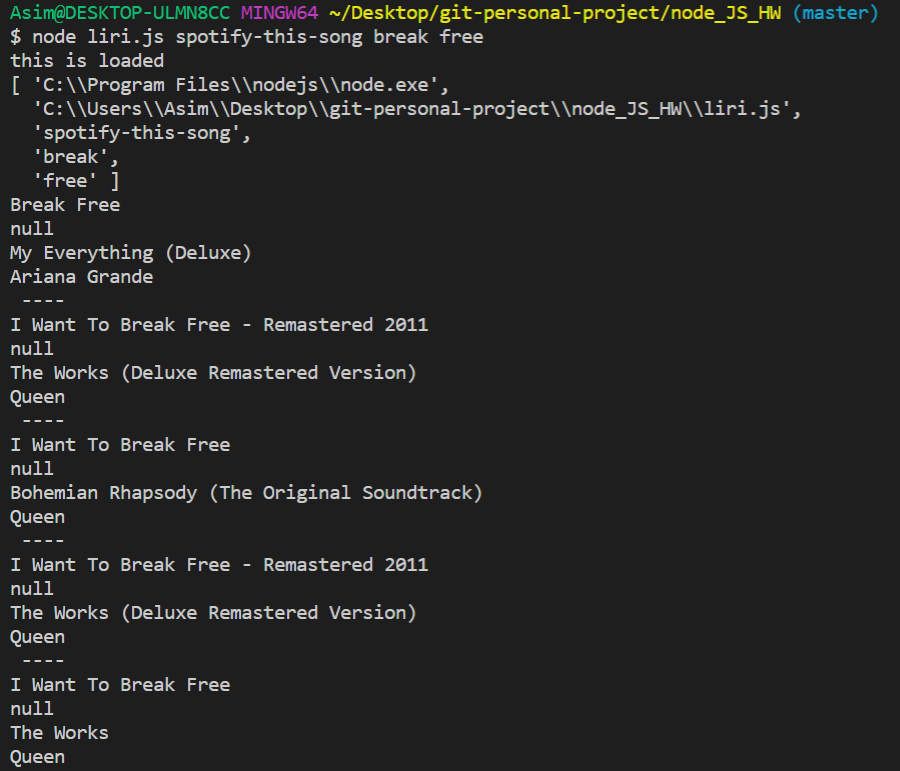 Asim@DESKTOP-ULMN8CC MINGW64 ~/Desktop/git-personal-project/node_JS_HW (master)
$ node liri.js spotify-this-song break free
this is loaded
[ 'C:\\Program Files\\nodejs\\node.exe',
  'C:\\Users\\Asim\\Desktop\\git-personal-project\\node_JS_HW\\liri.js',
  'spotify-this-song',
  'break',
  'free' ]
Break Free
null
My Everything (Deluxe)
Ariana Grande
 ----
I Want To Break Free - Remastered 2011
null
The Works (Deluxe Remastered Version)
Queen
 ----
I Want To Break Free
null
Bohemian Rhapsody (The Original Soundtrack)
Queen
 ----
I Want To Break Free - Remastered 2011
null
The Works (Deluxe Remastered Version)
Queen
 ----
I Want To Break Free
null
The Works
Queen